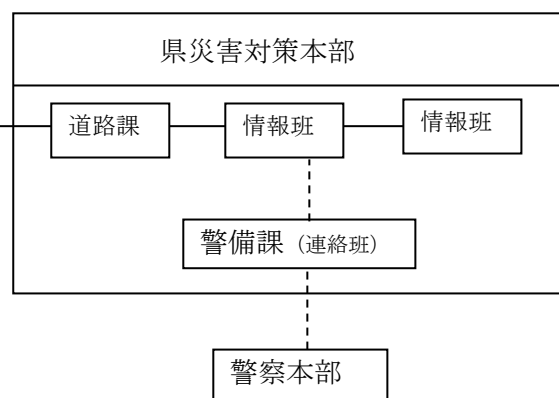 県災害対策本部
道路課
情報班
情報班
警備課（連絡班）
警察本部